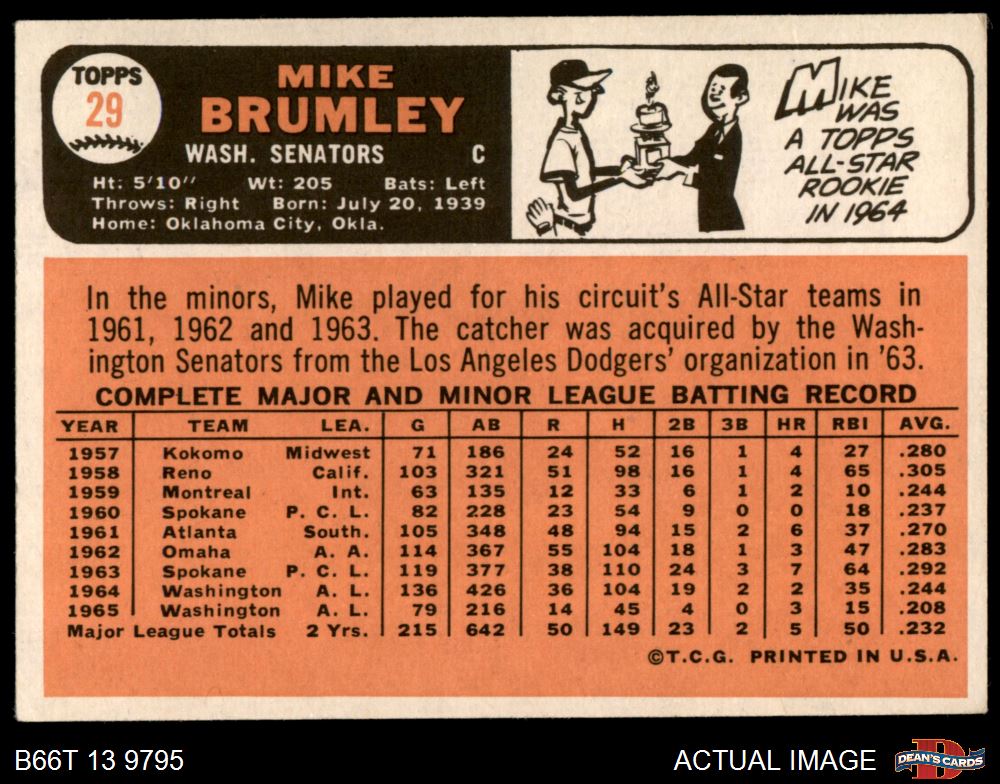 TOPPS
29
MIKE
BRUMLEY
WASH. SENATORS C
Ht: 5'10" Wt: 205 Bats: Left
Throws: Right Born: July 20, 1939
Home: Oklahoma City, Okla.
MIKE
WAS
A TOPPS
ALL-STAR
ROOKIE
IN 1964
In the minors, Mike played for his circuit's All-Star teams in
1961, 1962 and 1963. The catcher was acquired by the Wash-
ington Senators from the Los Angeles Dodgers' organization in '63.
COMPLETE MAJOR AND MINOR LEAGUE BATTING RECORD
YEAR TEAM LEA. G AB R H 2B 3B HR RBI AVG.
1957 Kokomo Midwest 71 186 24 52 16 1 4 27 .280
1958 Reno Calif. 103 321 51 98 16 1 4 65 .305
1959 Montreal Int. 63 135 12 33 6 1 2 10 .244
1960 Spokane P. C. L. 82 228 23 54 9 0 0 18 .237
1961 Atlanta South. 105 348 48 94 15 2 6 37 .270
1962 Omaha A. A. 114 367 55 104 18 1 3 47 .283
1963 Spokane P. C. L. 119 377 38 110 24 3 7 64 .292
1964 Washington A. L. 136 426 36 104 19 2 2 35 .244
1965 Washington A. L. 79 216 14 45 4 0 3 15 .208
Major League Totals 2 Yrs. 215 642 50 149 23 2 5 50 .232
©T.C.G. PRINTED IN U.S.A.
B66T 13 9795 ACTUAL IMAGE
DEAN'S CARDS